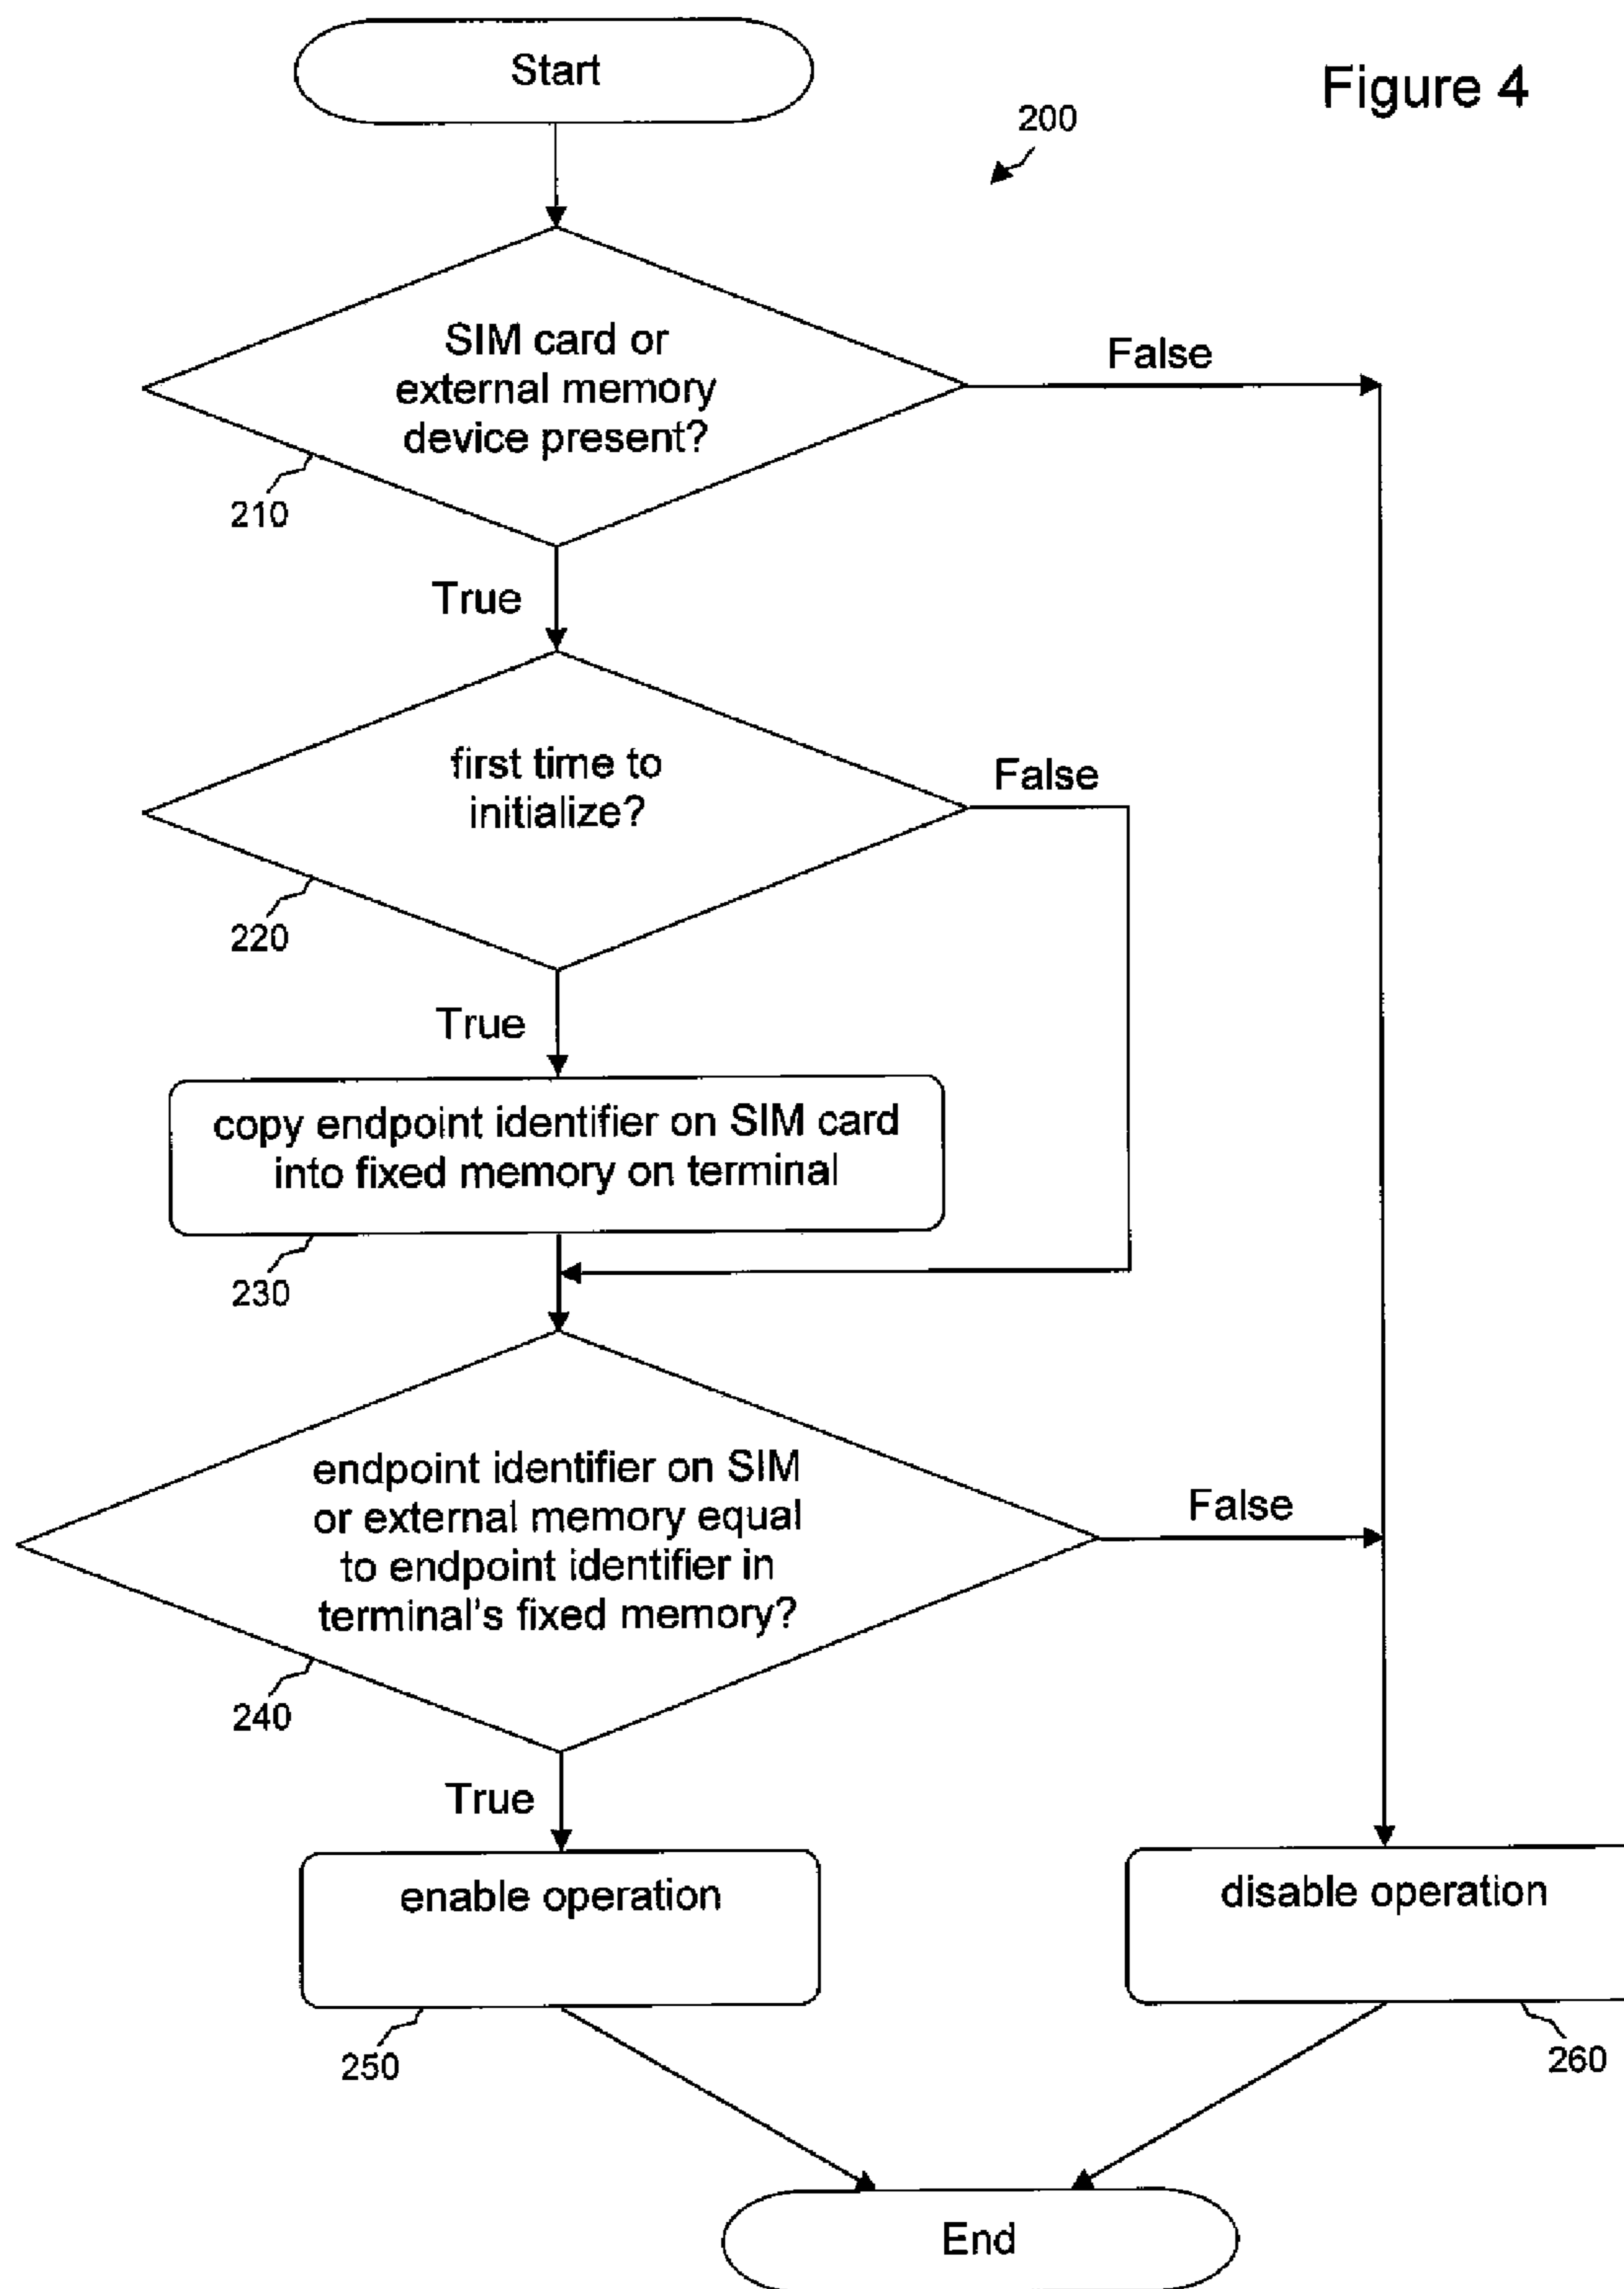 Start
Figure 4
200
SIM card or
external memory
device present?
False
210
True
first time to
initialize?
False
220
True
copy endpoint identifier on SIM card
into fixed memory on terminal
230
endpoint identifier on SIM
or external memory equal
to endpoint identifier in
terminal's fixed memory?
False
240
True
enable operation
disable operation
250
260
End